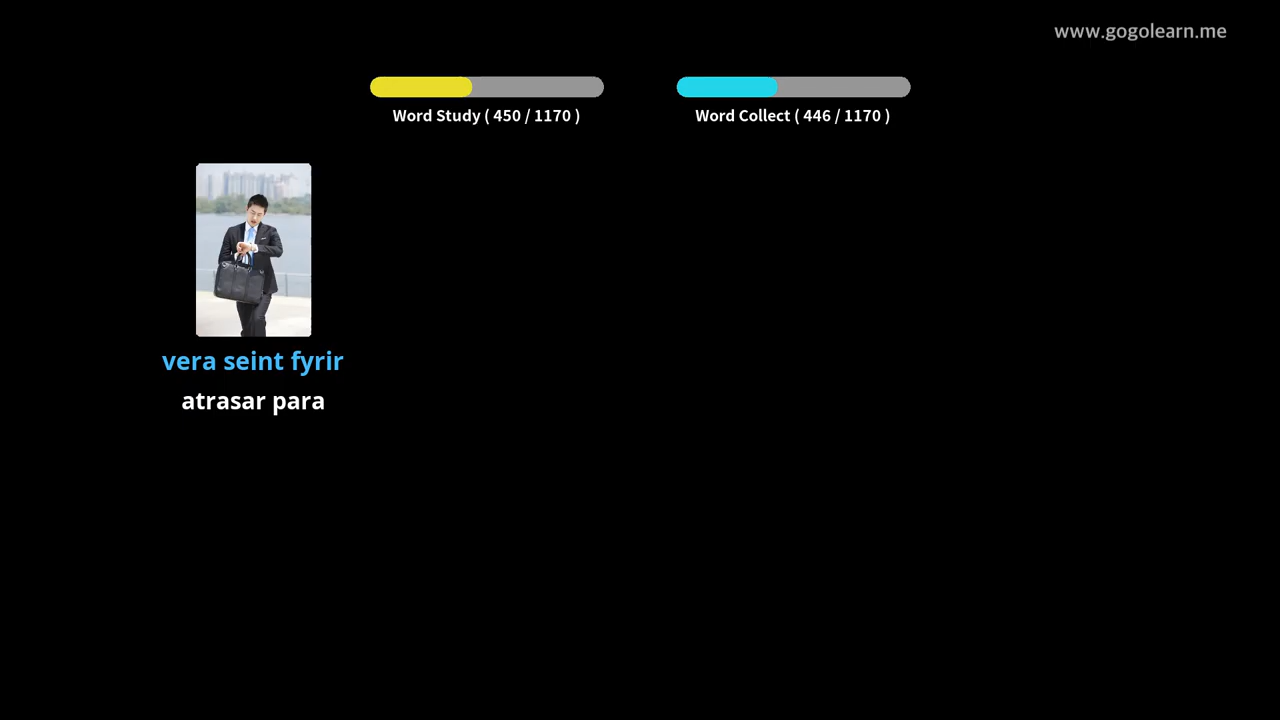 www.gogolearn.me
Word Study ( 450 / 1170 )
Word Collect ( 446 / 1170 )
vera seint fyrir
atrasar para